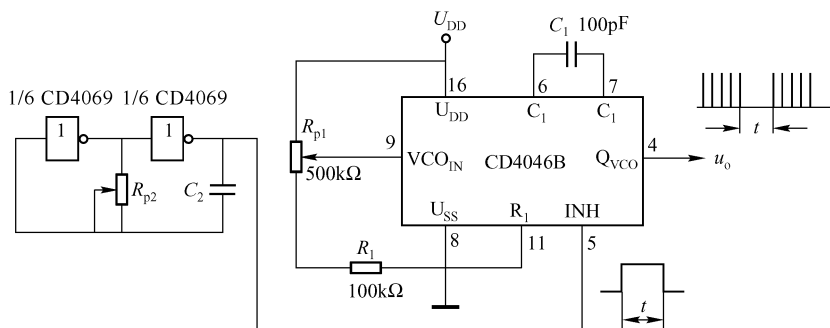 U_DD
C_1 100pF
16 6 7
1/6 CD4069 1/6 CD4069
1 1
U_DD C_1 C_1
R_p1
9 4
VCO_IN CD4046B Q_VCO
500kΩ
t
u_o
R_p2 C_2
U_SS R_1 INH
8 11 5
R_1
100kΩ
t